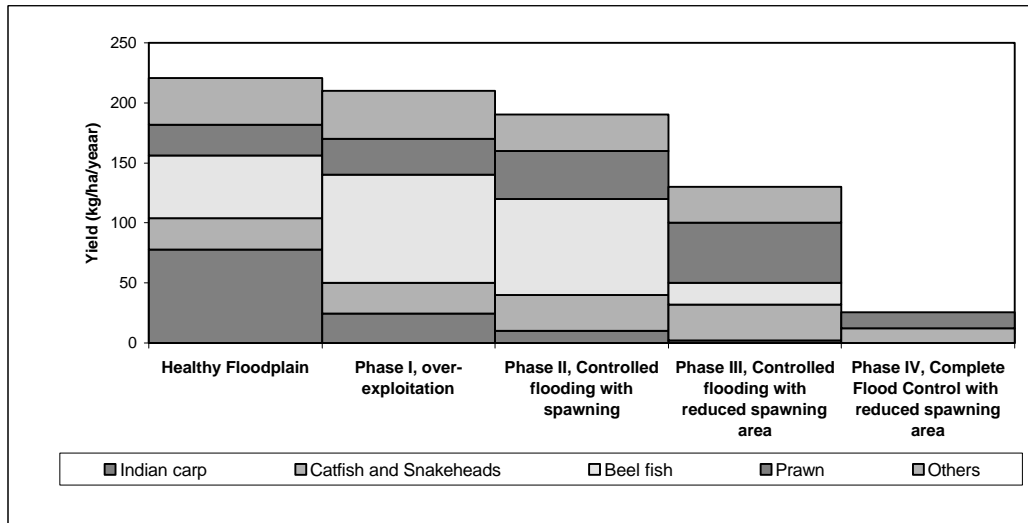 250
200
150
100
50
0
Yield (kg/ha/yeaar)
Healthy Floodplain
Phase I, over-
exploitation
Phase II, Controlled
flooding with
spawning
Phase III, Controlled
flooding with
reduced spawning
area
Phase IV, Complete
Flood Control with
reduced spawning
area
Indian carp
Catfish and Snakeheads
Beel fish
Prawn
Others